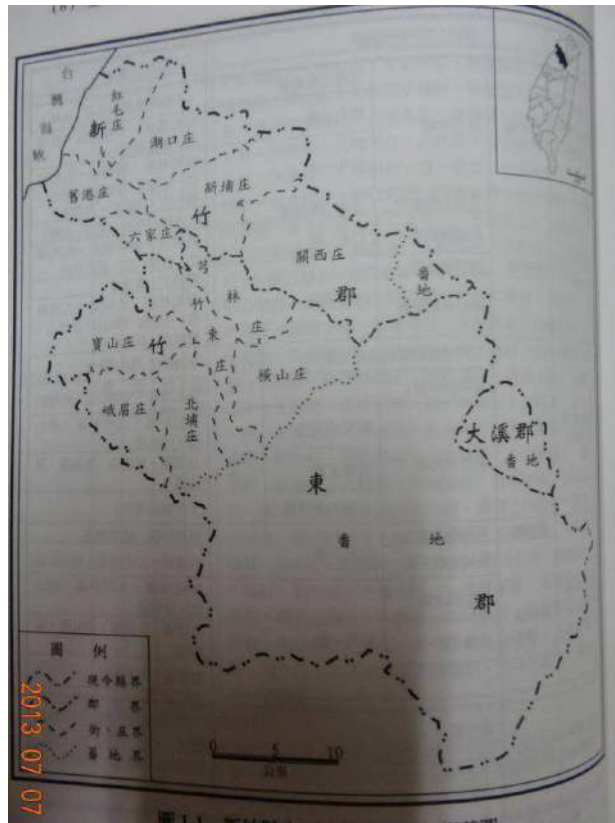 台灣海峽
紅毛庄
新
湖口庄
舊港庄
新埔庄
竹
六家庄
關西庄
郡
番地
芎林庄
竹東庄
寶山庄
竹
橫山庄
峨眉庄
北埔庄
大溪郡
番地
東
番地
郡
圖例
現今縣界
郡界
街、庄界
番地界
0 5 10
公里
2013 07 07